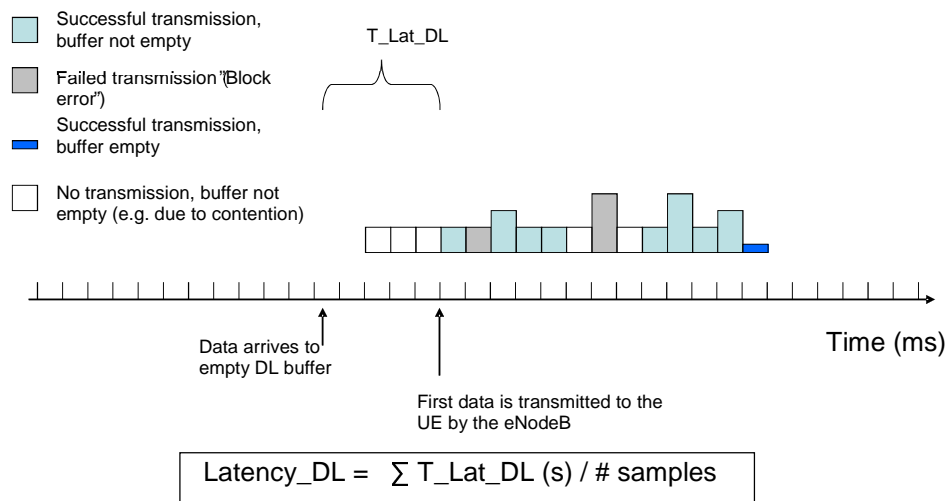 Successful transmission,
buffer not empty
T_Lat_DL
Failed transmission ”(Block
error”)
Successful transmission,
buffer empty
No transmission, buffer not
empty (e.g. due to contention)
Time (ms)
Data arrives to
empty DL buffer
First data is transmitted to the
UE by the eNodeB
Latency_DL = ∑ T_Lat_DL (s) / # samples